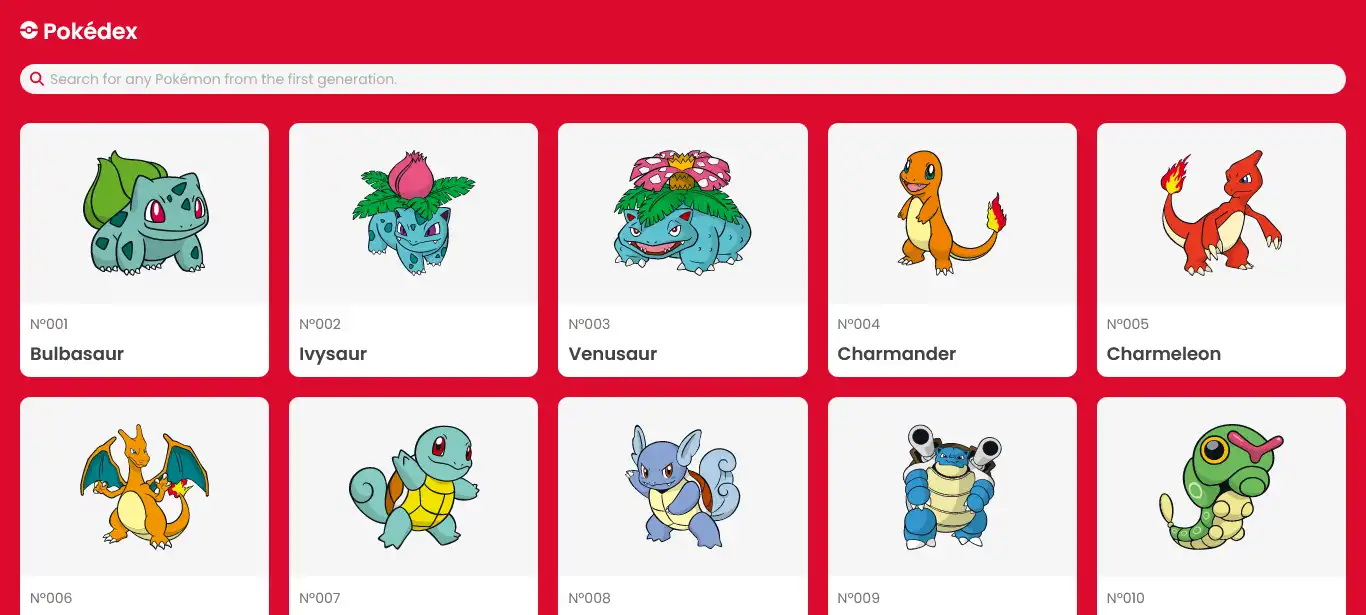 Pokédex
Search for any Pokémon from the first generation.
Nº001
Bulbasaur
Nº002
Ivysaur
Nº003
Venusaur
Nº004
Charmander
Nº005
Charmeleon
Nº006
Nº007
Nº008
Nº009
Nº010